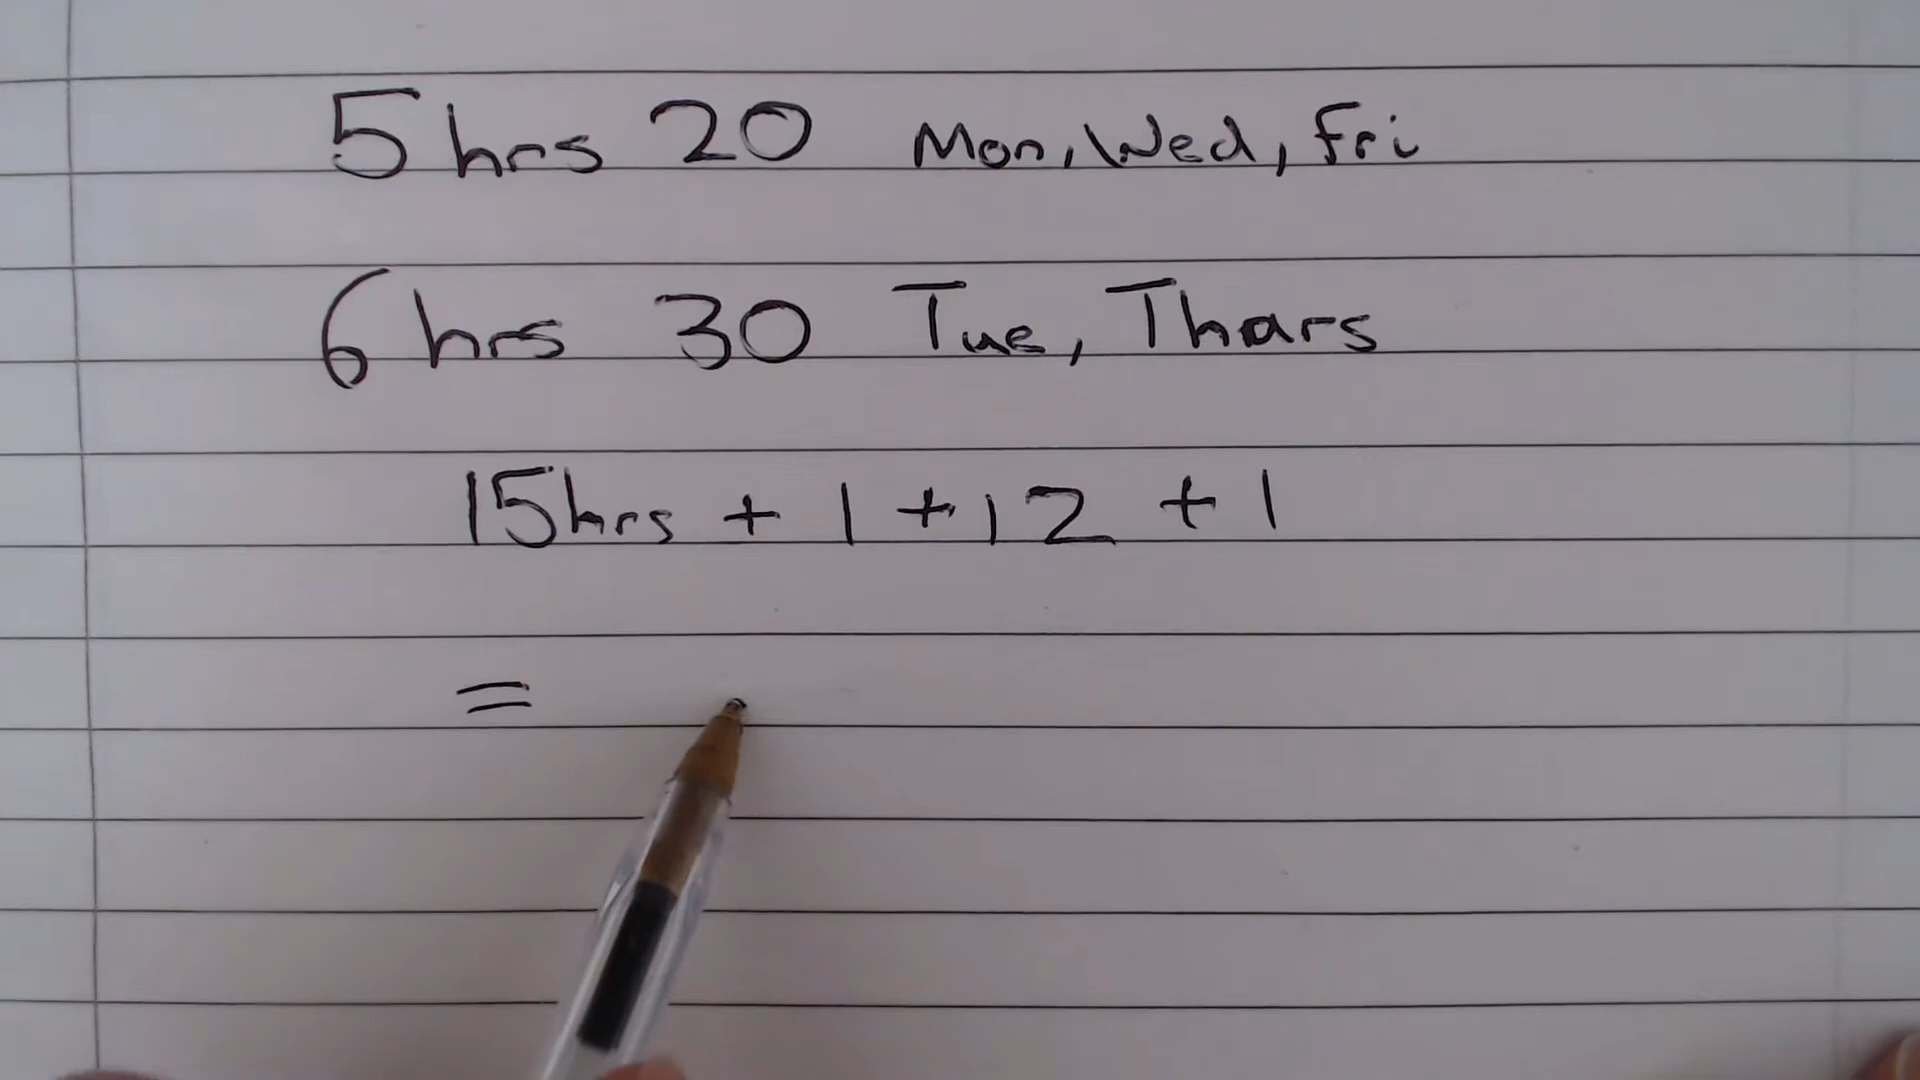 5 hrs 20 Mon, Wed, Fri
6 hrs 30 Tue, Thurs
15hrs + 1 + 12 + 1
=